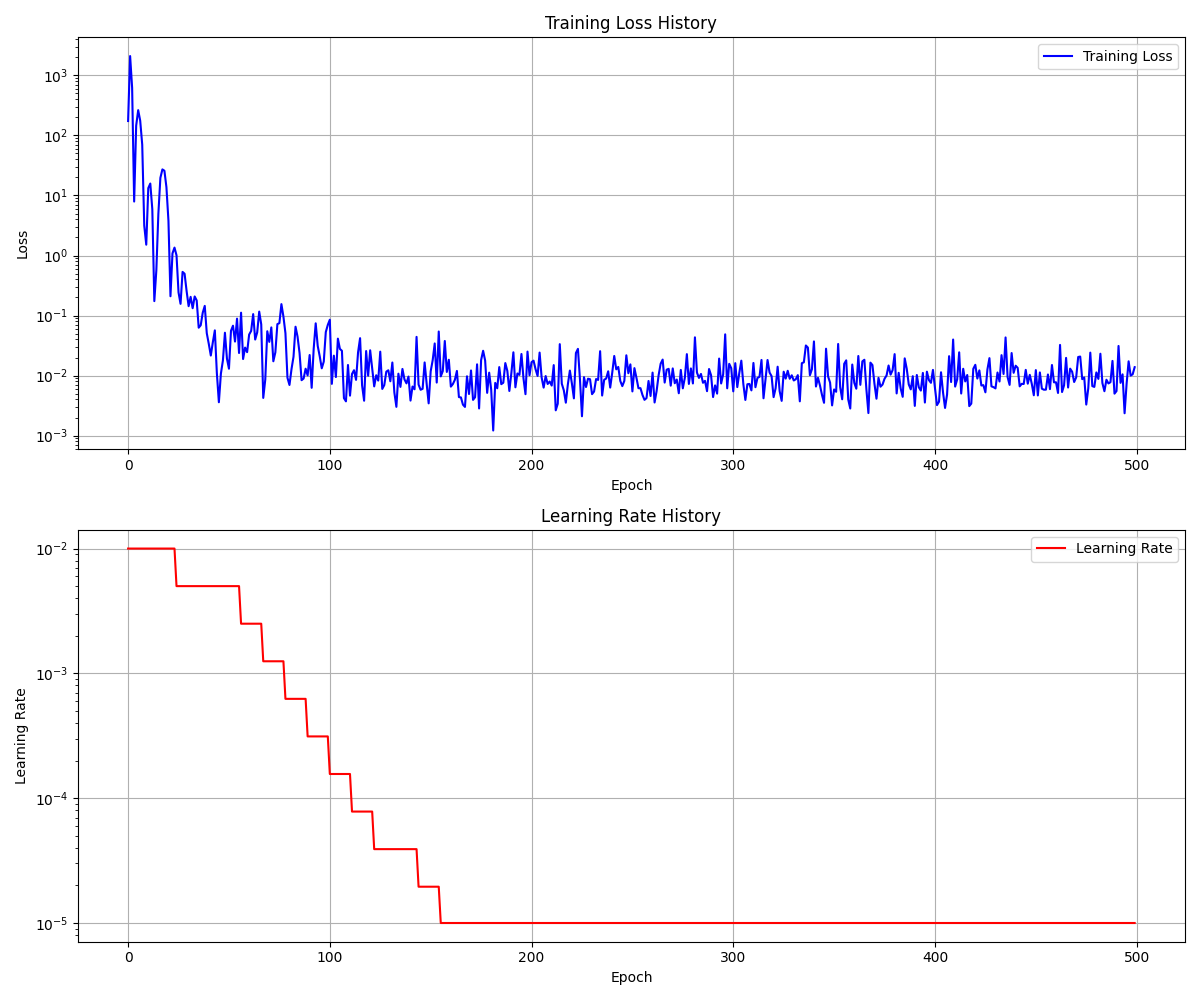 Training Loss History
Training Loss
10³
10²
10¹
10⁰
10⁻¹
10⁻²
10⁻³
Loss
0 100 200 300 400 500
Epoch
Learning Rate History
Learning Rate
10⁻²
10⁻³
10⁻⁴
10⁻⁵
Learning Rate
0 100 200 300 400 500
Epoch